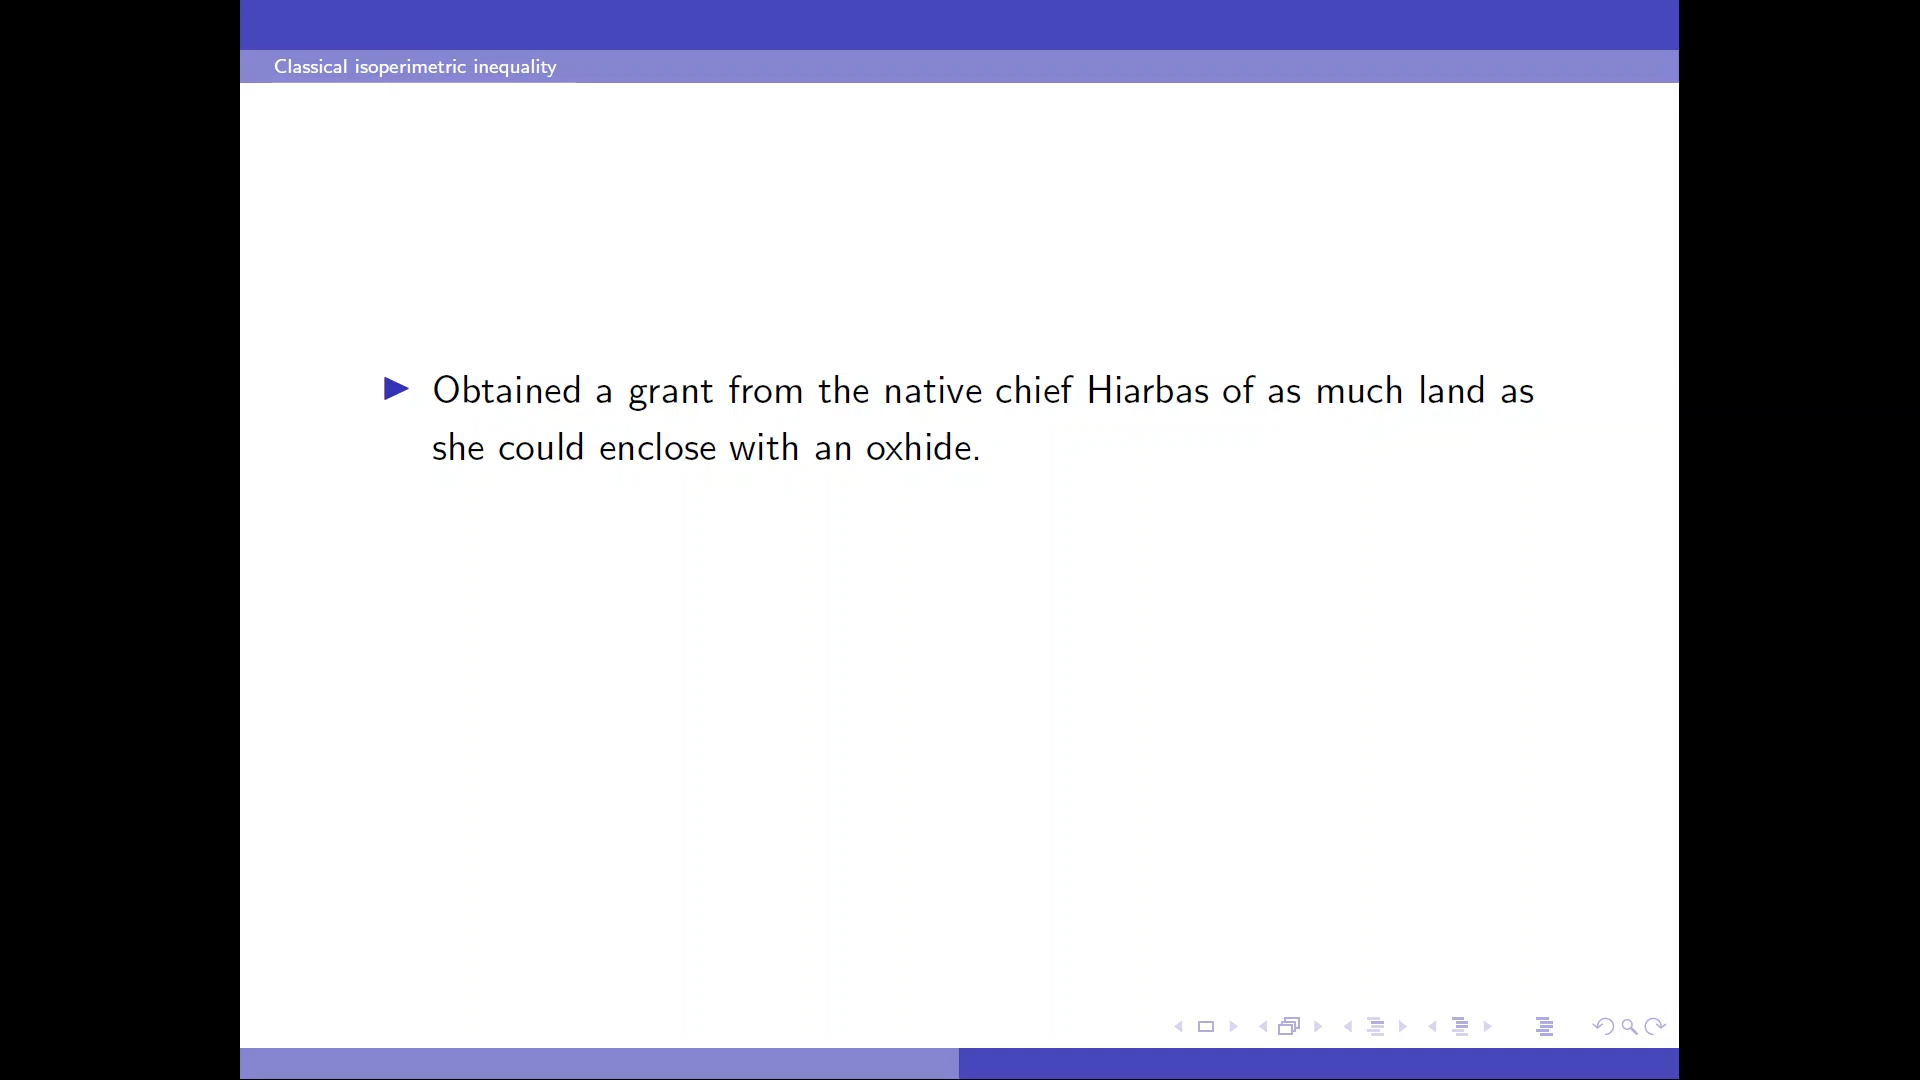 Classical isoperimetric inequality
Obtained a grant from the native chief Hiarbas of as much land as
she could enclose with an oxhide.